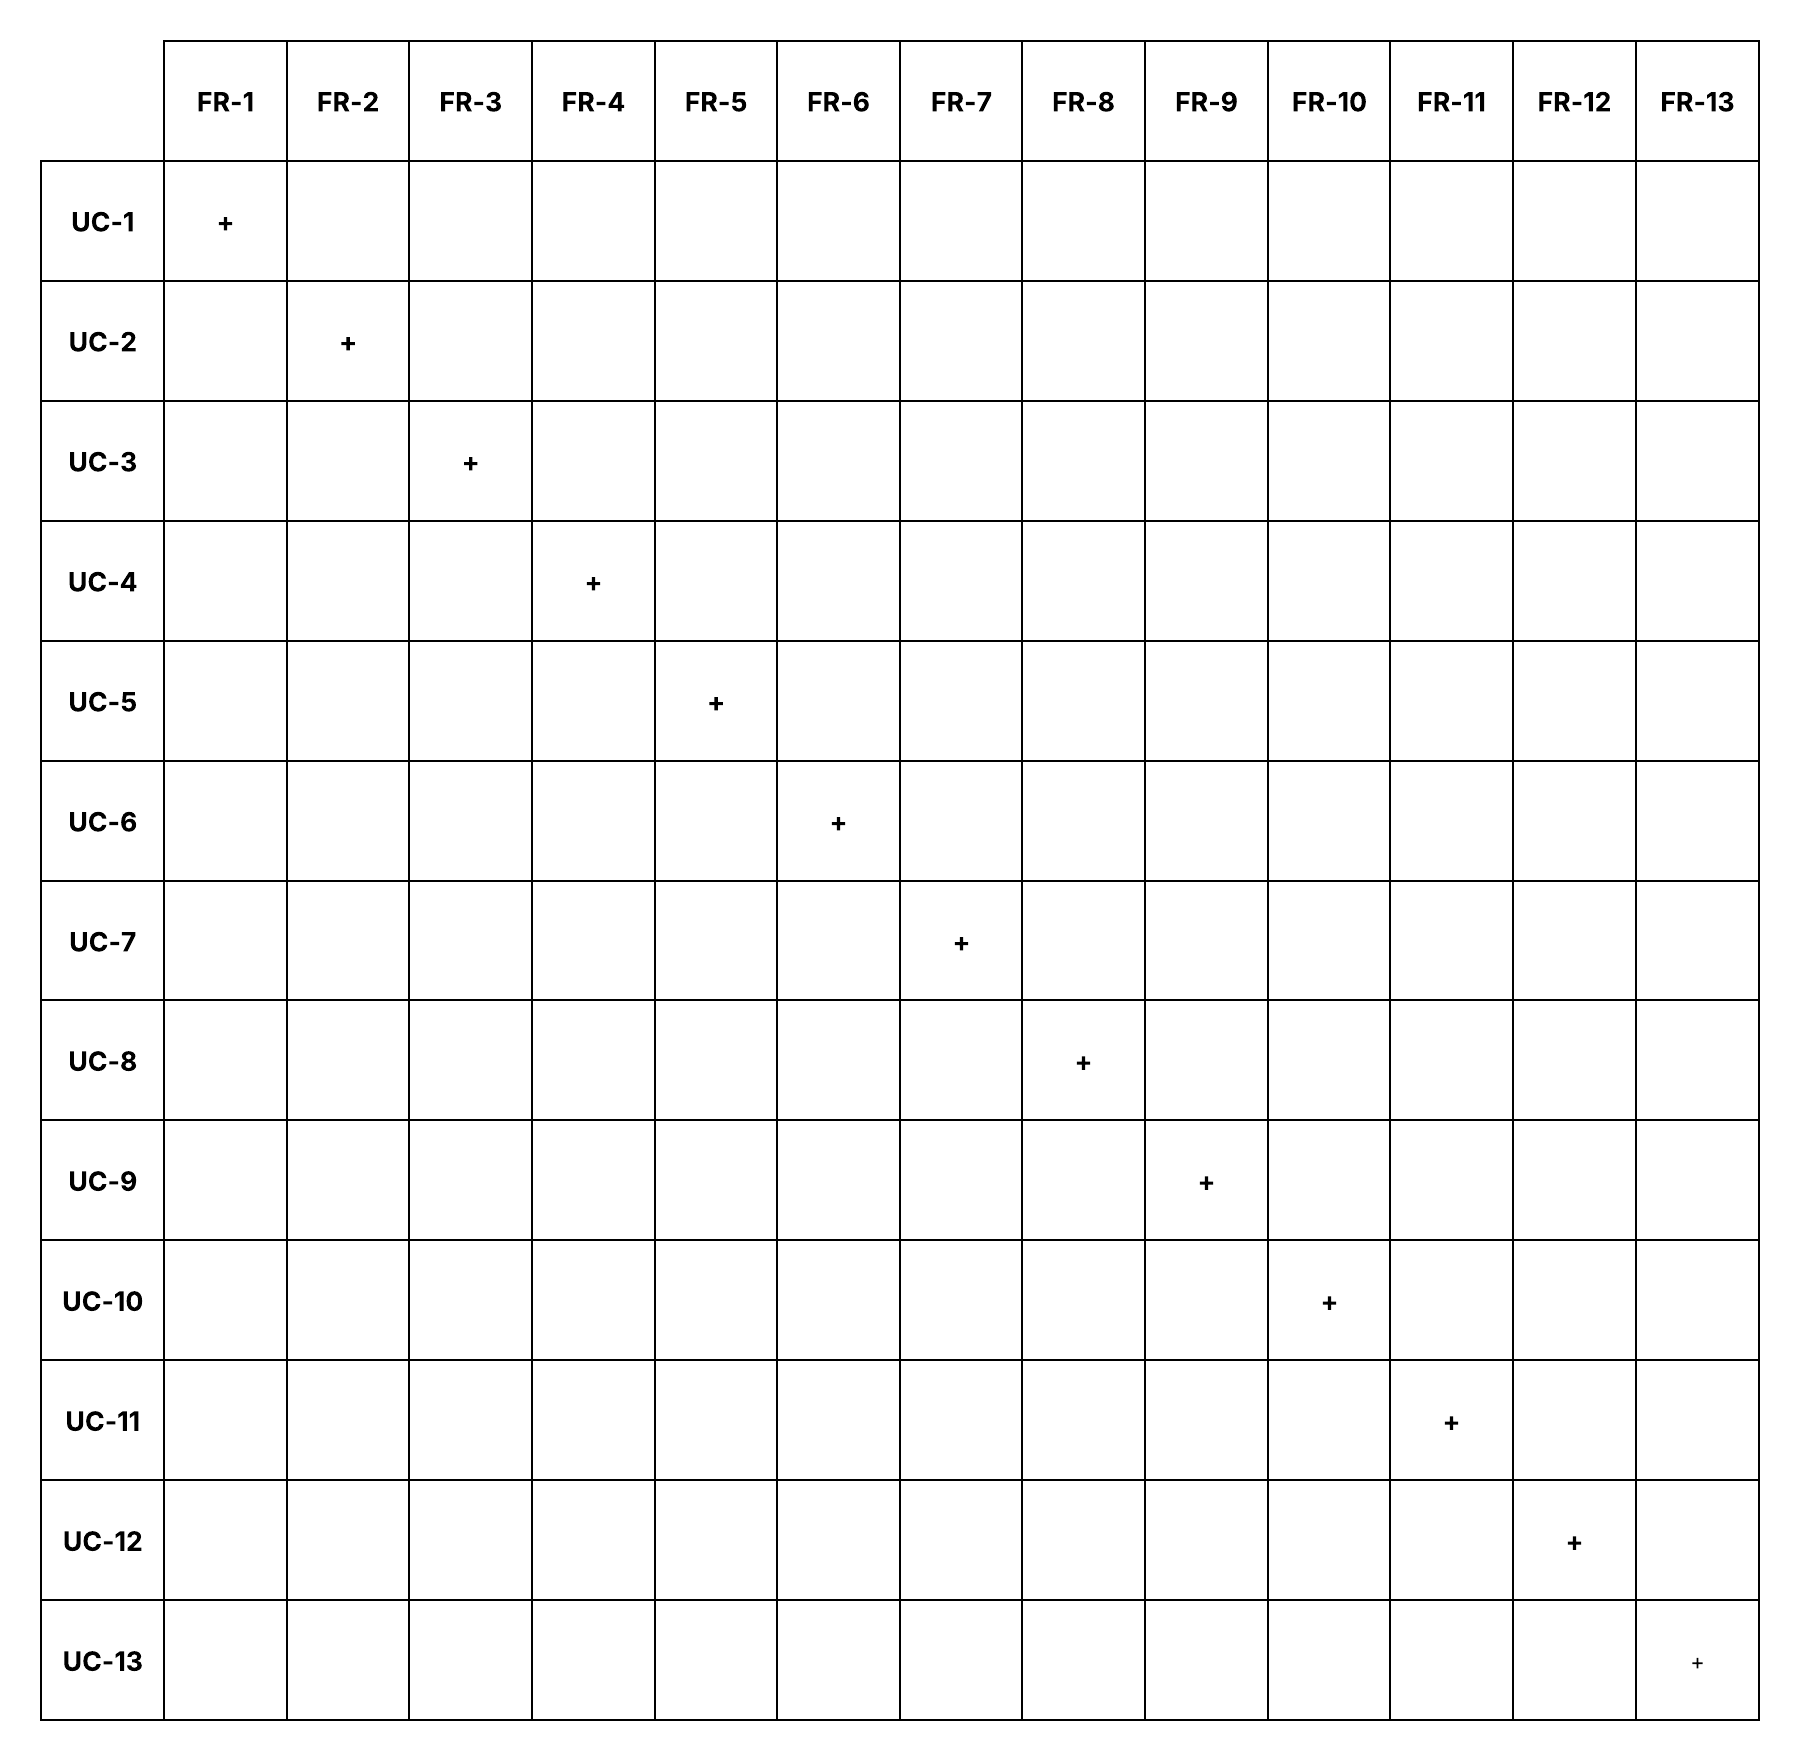 FR-1 FR-2 FR-3 FR-4 FR-5 FR-6 FR-7 FR-8 FR-9 FR-10 FR-11 FR-12 FR-13
UC-1 +
UC-2 +
UC-3 +
UC-4 +
UC-5 +
UC-6 +
UC-7 +
UC-8 +
UC-9 +
UC-10 +
UC-11 +
UC-12 +
UC-13 +